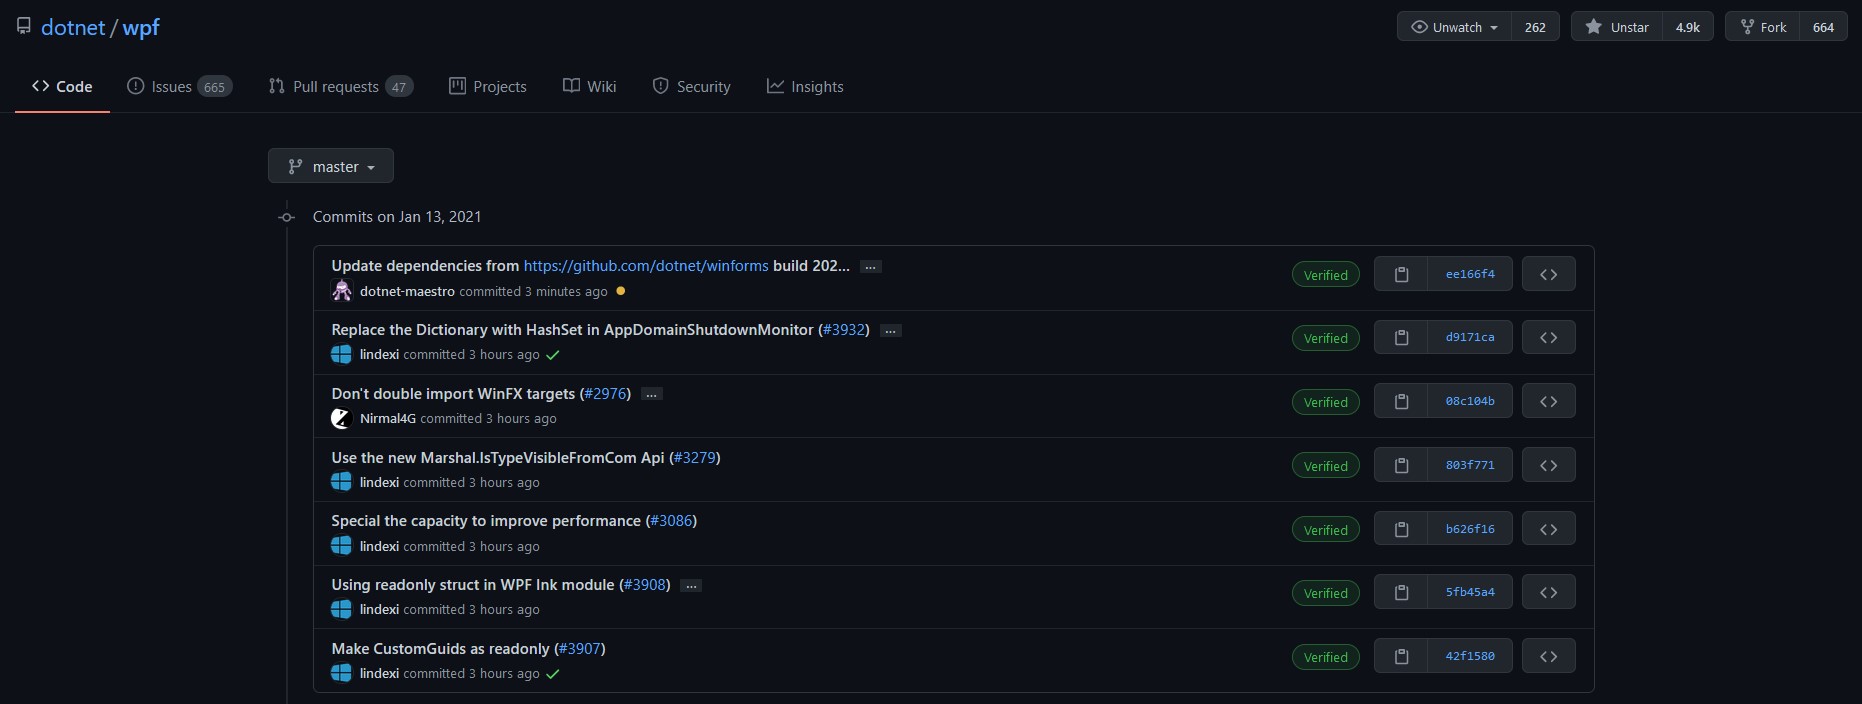 dotnet / wpf
Unwatch 262 Unstar 4.9k Fork 664
Code Issues 665 Pull requests 47 Projects Wiki Security Insights
master
Commits on Jan 13, 2021
Update dependencies from https://github.com/dotnet/winforms build 202... ...
Verified ee166f4
dotnet-maestro committed 3 minutes ago
Replace the Dictionary with HashSet in AppDomainShutdownMonitor (#3932) ...
Verified d9171ca
lindexi committed 3 hours ago
Don't double import WinFX targets (#2976) ...
Verified 08c104b
Nirmal4G committed 3 hours ago
Use the new Marshal.IsTypeVisibleFromCom Api (#3279)
Verified 803f771
lindexi committed 3 hours ago
Special the capacity to improve performance (#3086)
Verified b626f16
lindexi committed 3 hours ago
Using readonly struct in WPF Ink module (#3908) ...
Verified 5fb45a4
lindexi committed 3 hours ago
Make CustomGuids as readonly (#3907)
Verified 42f1580
lindexi committed 3 hours ago